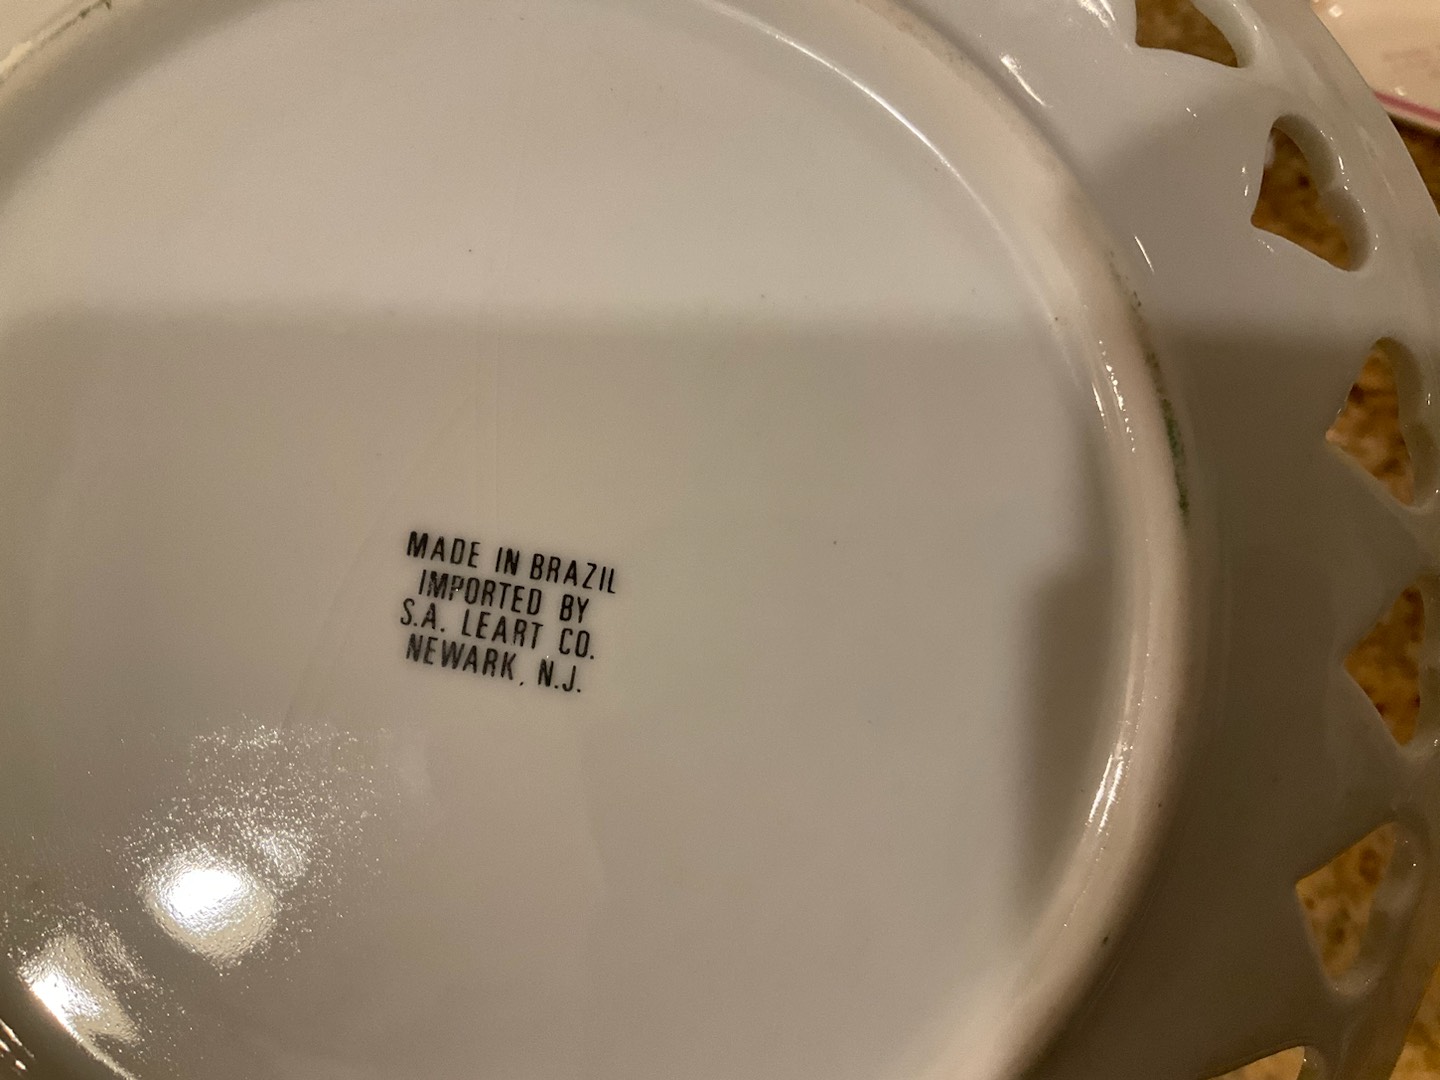 MADE IN BRAZIL
IMPORTED BY
S.A. LEART CO.
NEWARK, N.J.